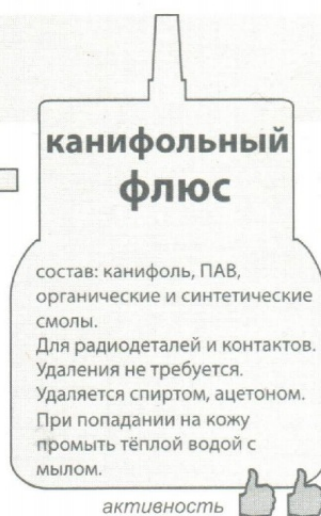 канифольный
флюс
состав: канифоль, ПАВ,
органические и синтетические
смолы.
Для радиодеталей и контактов.
Удаления не требуется.
Удаляется спиртом, ацетоном.
При попадании на кожу
промыть тёплой водой с
мылом.
активность